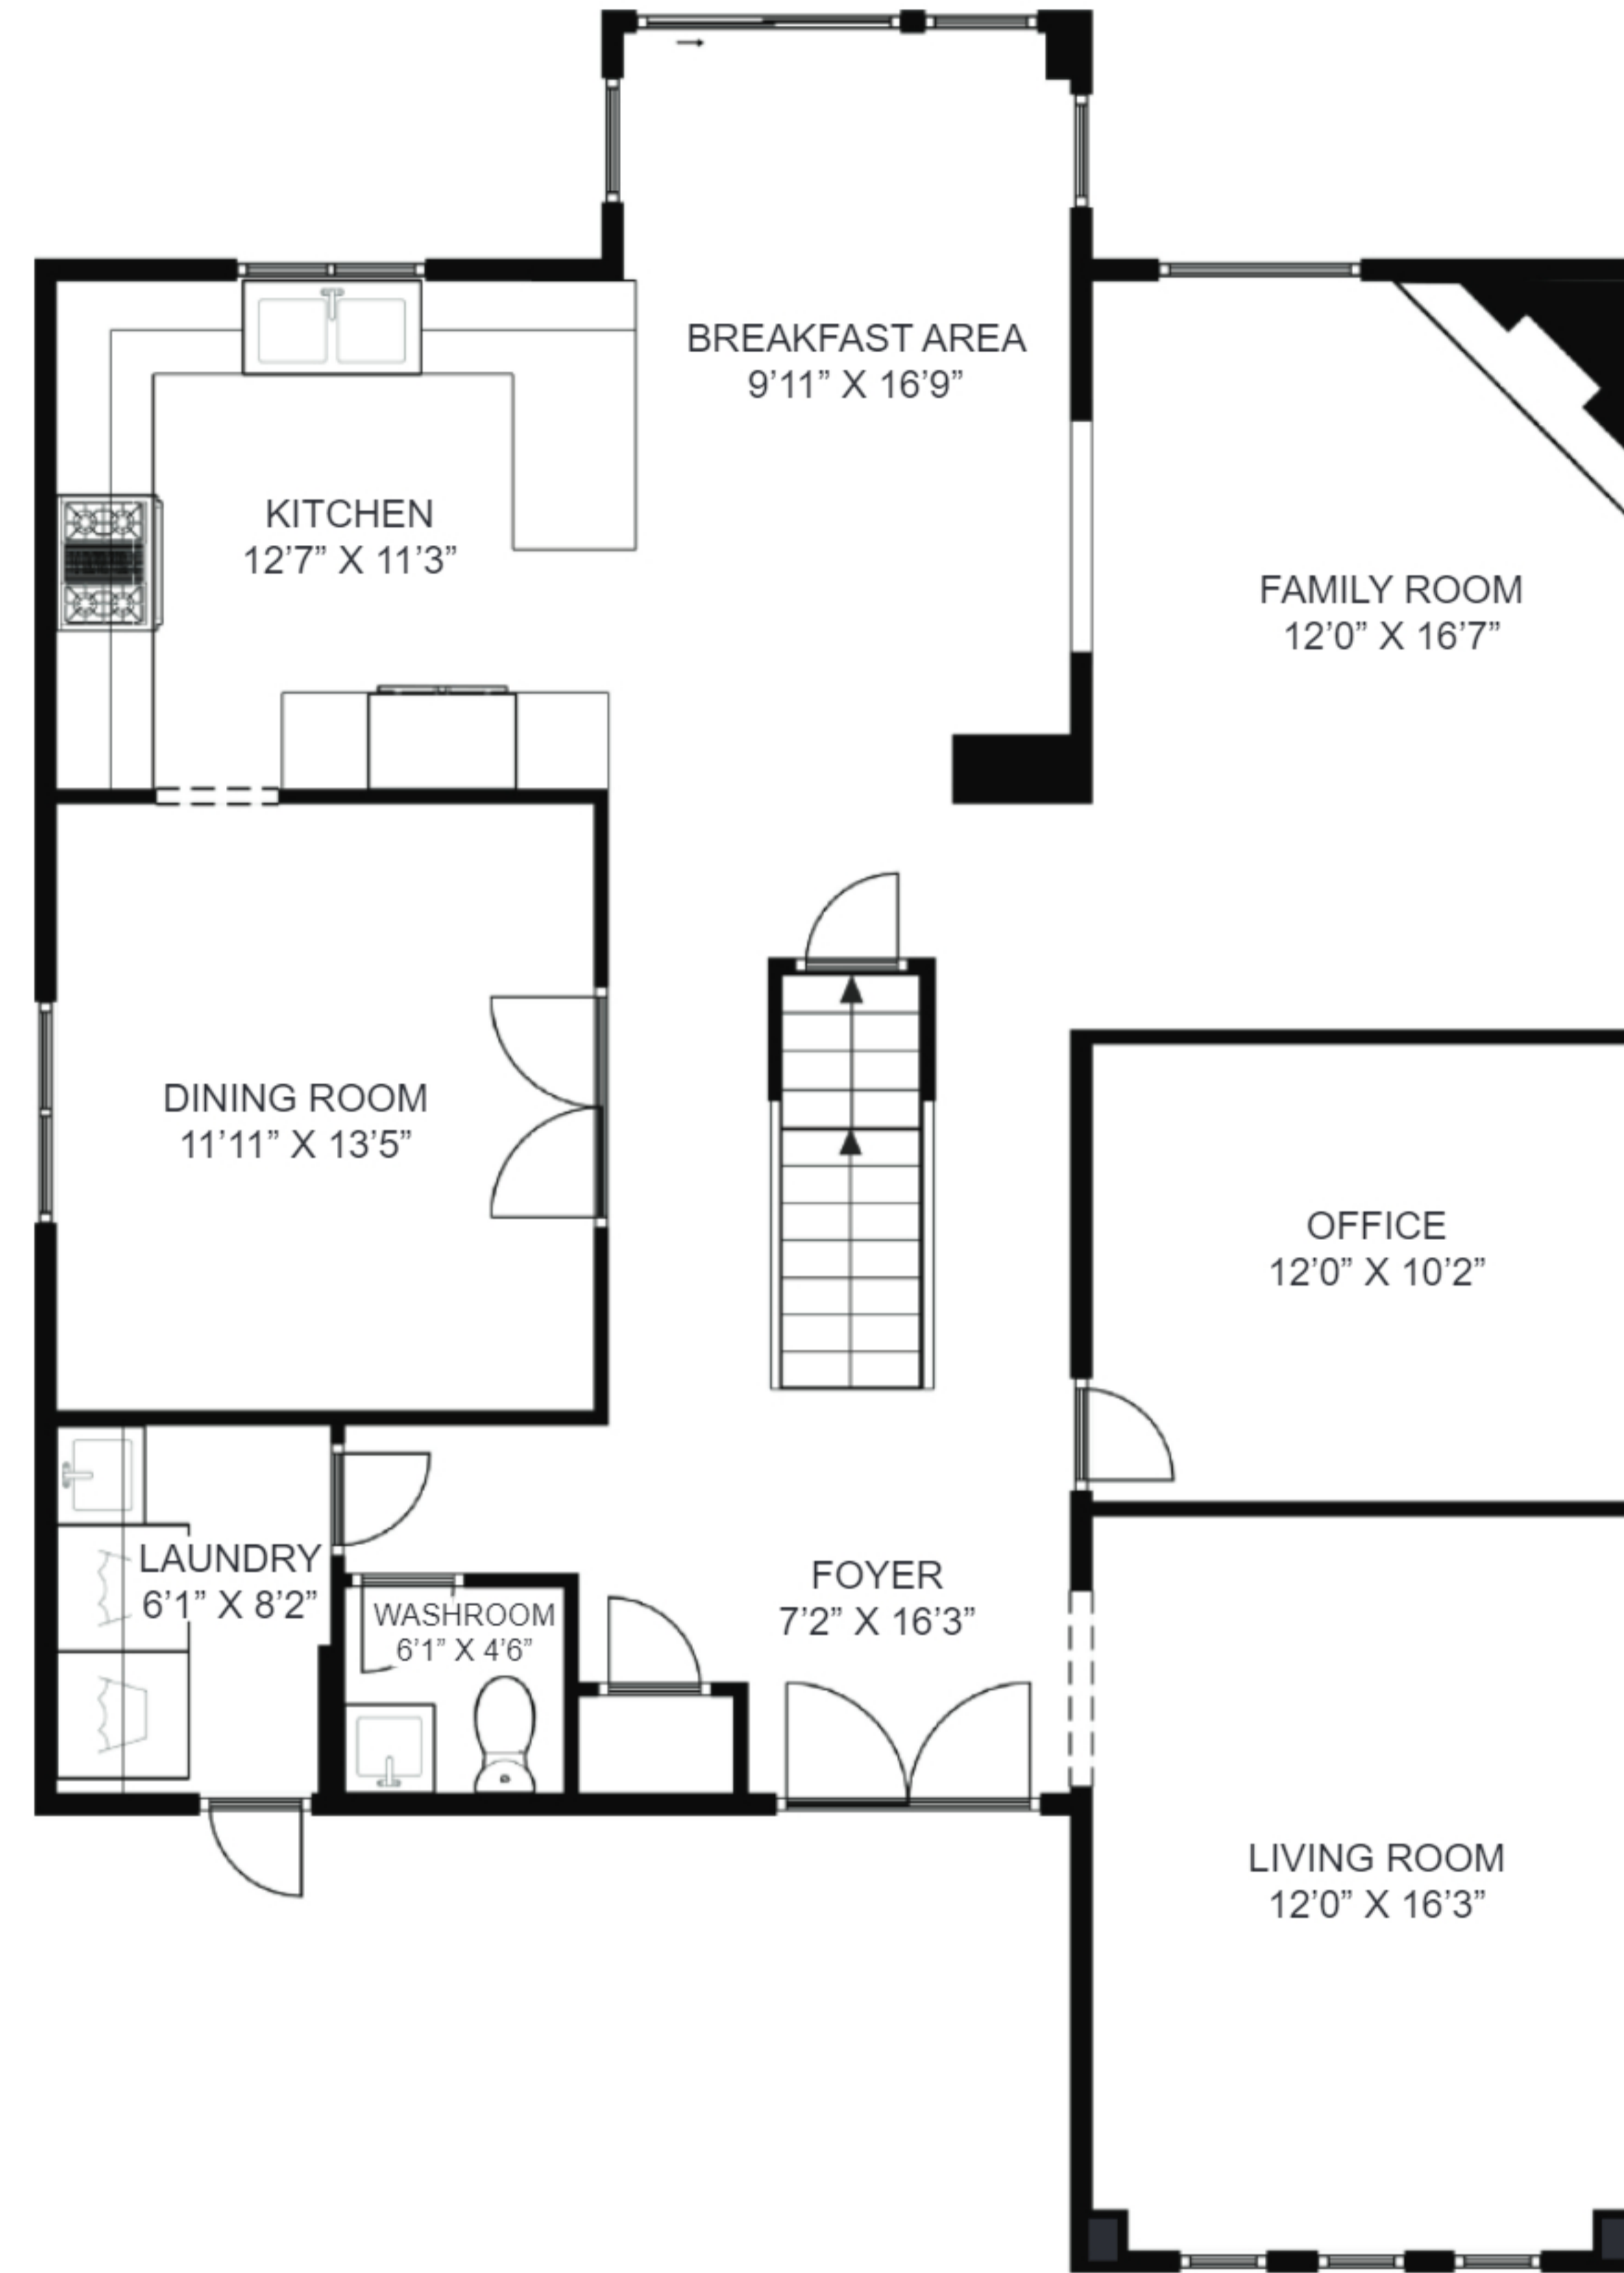 BREAKFAST AREA
9’11” X 16’9”
KITCHEN
12’7” X 11’3”
FAMILY ROOM
12’0” X 16’7”
DINING ROOM
11’11” X 13’5”
OFFICE
12’0” X 10’2”
LAUNDRY
6’1” X 8’2”
WASHROOM
6’1” X 4’6”
FOYER
7’2” X 16’3”
LIVING ROOM
12’0” X 16’3”